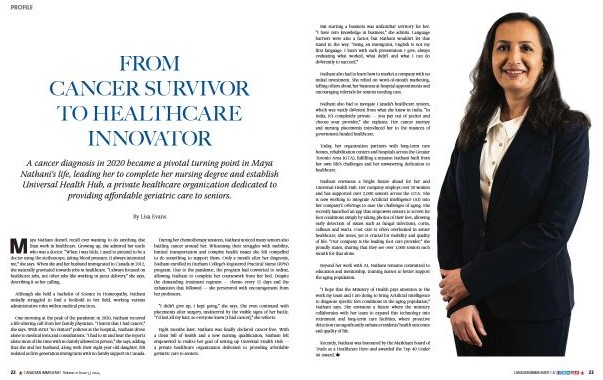 PROFILE
FROM
CANCER SURVIVOR
TO HEALTHCARE
INNOVATOR
A cancer diagnosis in 2020 became a pivotal turning point in Maya
Nathani's life, leading her to complete her nursing degree and establish
Universal Health Hub, a private healthcare organization dedicated to
providing affordable geriatric care to seniors.
By Lisa Evans
Maya Nathani doesn't recall ever wanting to do anything else
than work in healthcare. Growing up, she admired her uncle
who was a doctor. "When I was little, I used to pretend to be a
doctor using the stethoscope, taking blood pressure, it always interested
me," she says. When she and her husband immigrated to Canada in 2012,
she naturally gravitated towards jobs in healthcare. "I always focused on
healthcare jobs, not other jobs like working in pizza delivery," she says,
describing it as her calling.
Although she held a Bachelor of Science in Homeopathy, Nathani
initially struggled to find a foothold in her field, working various
administrative roles within medical practices.
One morning at the peak of the pandemic in 2020, Nathani received
a life-altering call from her family physician. "I learnt that I had cancer,"
she says. With strict "no visitors" policies in the hospital, Nathani went
alone to medical tests and consultations. "I had to sit and hear the reports
alone most of the time with no family allowed in person," she says, adding
that she and her husband, along with their eight-year-old daughter, felt
isolated as first generation immigrants with no family support in Canada.
During her chemotherapy sessions, Nathani noticed many seniors also
battling cancer around her. Witnessing their struggles with mobility,
limited transportation and complex health issues she felt compelled
to do something to support them. Only a month after her diagnosis,
Nathani enrolled in Durham College's Registered Practical Nurse (RPN)
program. Due to the pandemic, the program had converted to online,
allowing Nathani to complete her coursework from her bed. Despite
the demanding treatment regimen — chemo every 15 days and the
exhaustion that followed — she persevered with encouragement from
her professors.
"I didn't give up, I kept going," she says. She even continued with
placements after surgery, undeterred by the visible signs of her battle.
"I'd lost all my hair, so everyone knew [I had cancer]," she relates.
Eight months later, Nathani was finally declared cancer-free. With
a clean bill of health and a new nursing qualification, Nathani felt
empowered to realize her goal of setting up Universal Health Hub —
a private healthcare organization dedicated to providing affordable
geriatric care to seniors.
But starting a business was unfamiliar territory for her.
"I have zero knowledge in business," she admits. Language
barriers were also a factor, but Nathani wouldn't let this
stand in the way. "Being an immigrant, English is not my
first language. I learn with each presentation I give, always
evaluating what worked, what didn't and what I can do
differently to succeed."
Nathani also had to learn how to market a company with no
initial investment. She relied on word-of-mouth marketing,
telling others about her business at hospital appointments and
encouraging referrals for seniors needing care.
Nathani also had to navigate Canada's healthcare system,
which was vastly different from what she knew in India. "In
India, it's completely private — you pay out of pocket and
choose your provider," she explains. Her cancer journey
and nursing placements introduced her to the nuances of
government-funded healthcare.
Today, her organization partners with long-term care
homes, rehabilitation centers and hospitals across the Greater
Toronto Area (GTA), fulfilling a mission Nathani built from
her own life's challenges and her unwavering dedication to
healthcare.
Nathani envisions a bright future ahead for her and
Universal Health Hub. Her company employs over 20 women
and has supported over 2,000 seniors across the GTA. She
is now working to integrate Artificial Intelligence (AI) into
her company's offerings to ease the challenges of aging. She
recently launched an app that empowers seniors to screen for
foot conditions simply by taking photos of their feet, allowing
early detection of issues such as fungal infections, corns,
calluses and warts. Foot care is often overlooked in senior
healthcare, she notes, yet is crucial for mobility and quality
of life. "Our company is the leading foot care provider," she
proudly states, sharing that they see over 1,000 seniors each
month for that alone.
Beyond her work with AI, Nathani remains committed to
education and mentorship, training nurses to better support
the aging population.
"I hope that the Ministry of Health pays attention to the
work my team and I are doing to bring Artificial Intelligence
to diagnose specific foot conditions in the aging population,"
Nathani says. She envisions a future where the ministry
collaborates with her team to expand this technology into
retirement and long-term care facilities, where proactive
detection can significantly enhance residents' health outcomes
and quality of life.
Recently, Nathani was honoured by the Markham Board of
Trade as a Healthcare Hero and awarded the Top 40 Under
40 Award.
22 CANADIAN IMMIGRANT
CANADIANIMMIGRANT.CA 23